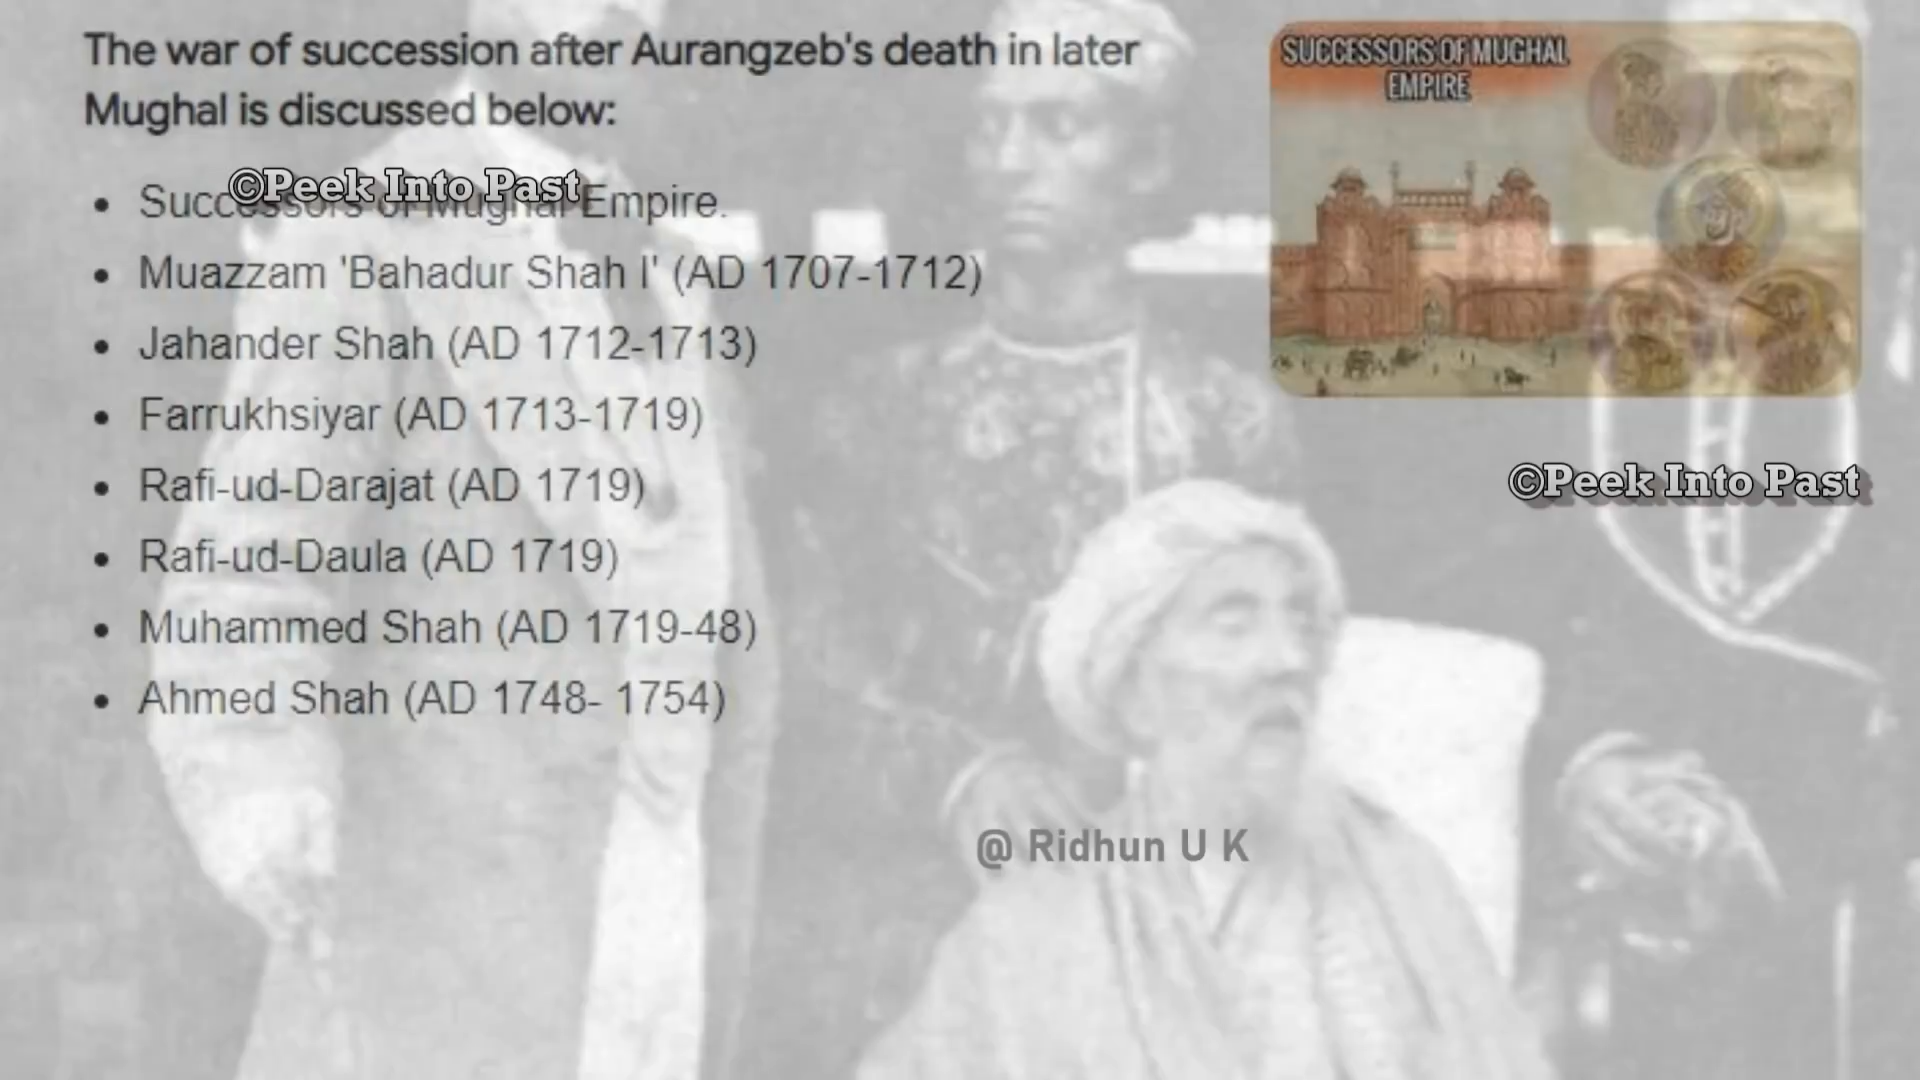 The war of succession after Aurangzeb's death in later
Mughal is discussed below:
©Peek Into Past
• Successors of Mughal Empire.
• Muazzam 'Bahadur Shah I' (AD 1707-1712)
• Jahander Shah (AD 1712-1713)
• Farrukhsiyar (AD 1713-1719)
• Rafi-ud-Darajat (AD 1719)
• Rafi-ud-Daula (AD 1719)
• Muhammed Shah (AD 1719-48)
• Ahmed Shah (AD 1748- 1754)
SUCCESSORS OF MUGHAL
EMPIRE
©Peek Into Past
@ Ridhun U K